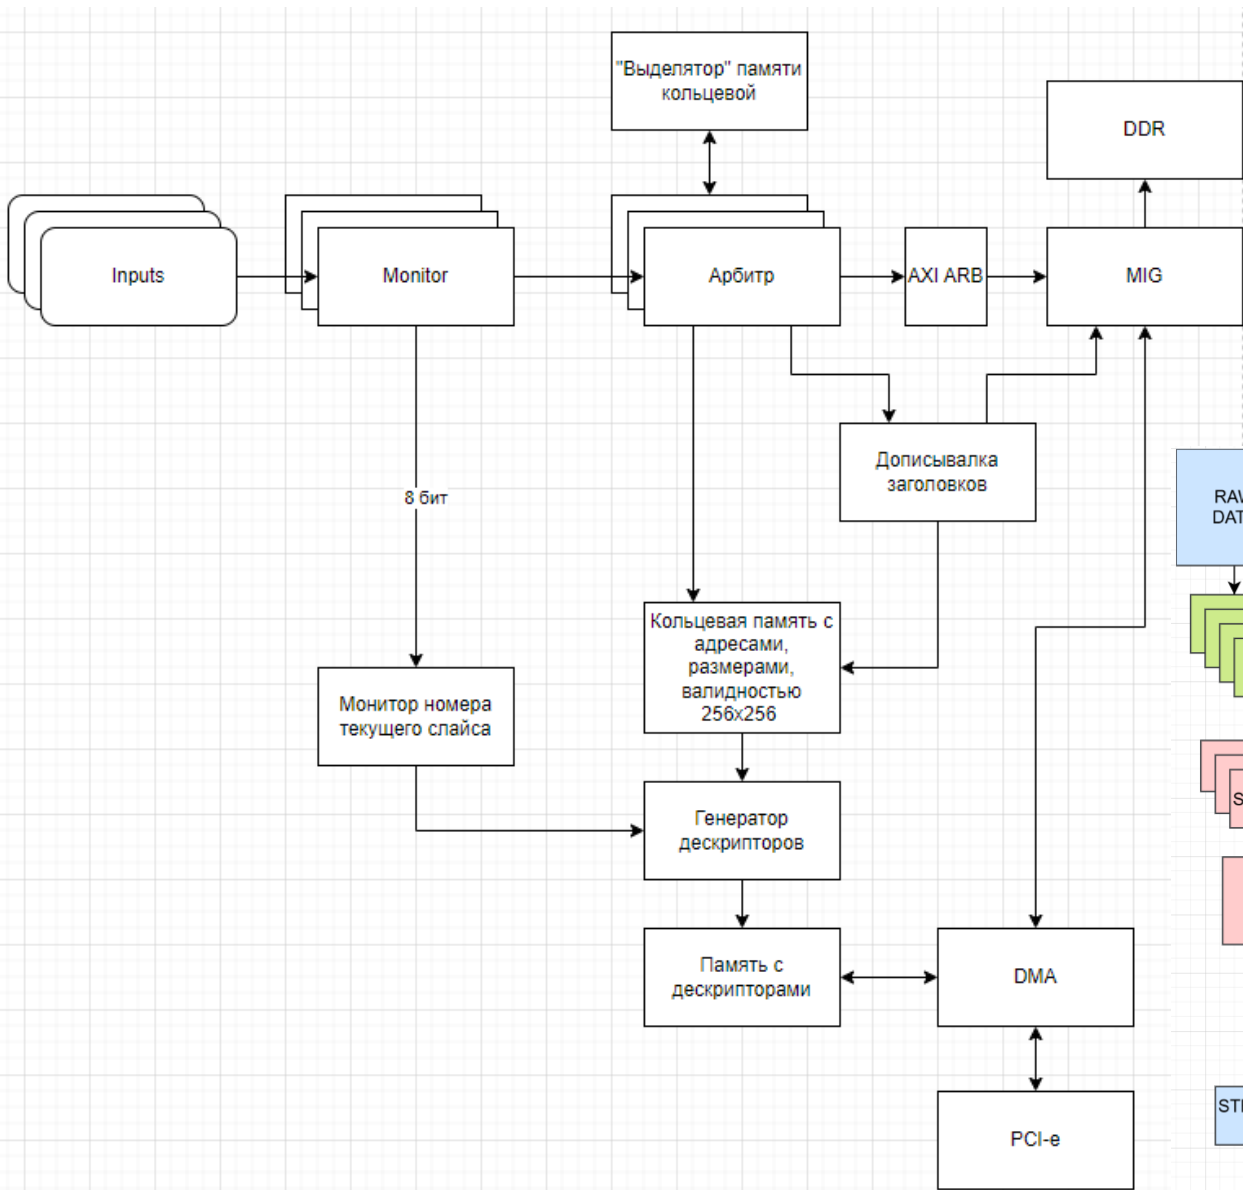 "Выделятор" памяти
кольцевой
DDR
Inputs
Monitor
Арбитр
AXI ARB
MIG
Дописывалка
заголовков
8 бит
Кольцевая память с
адресами,
размерами,
валидностью
256x256
Монитор номера
текущего слайса
Генератор
дескрипторов
Память с
дескрипторами
DMA
PCI-e